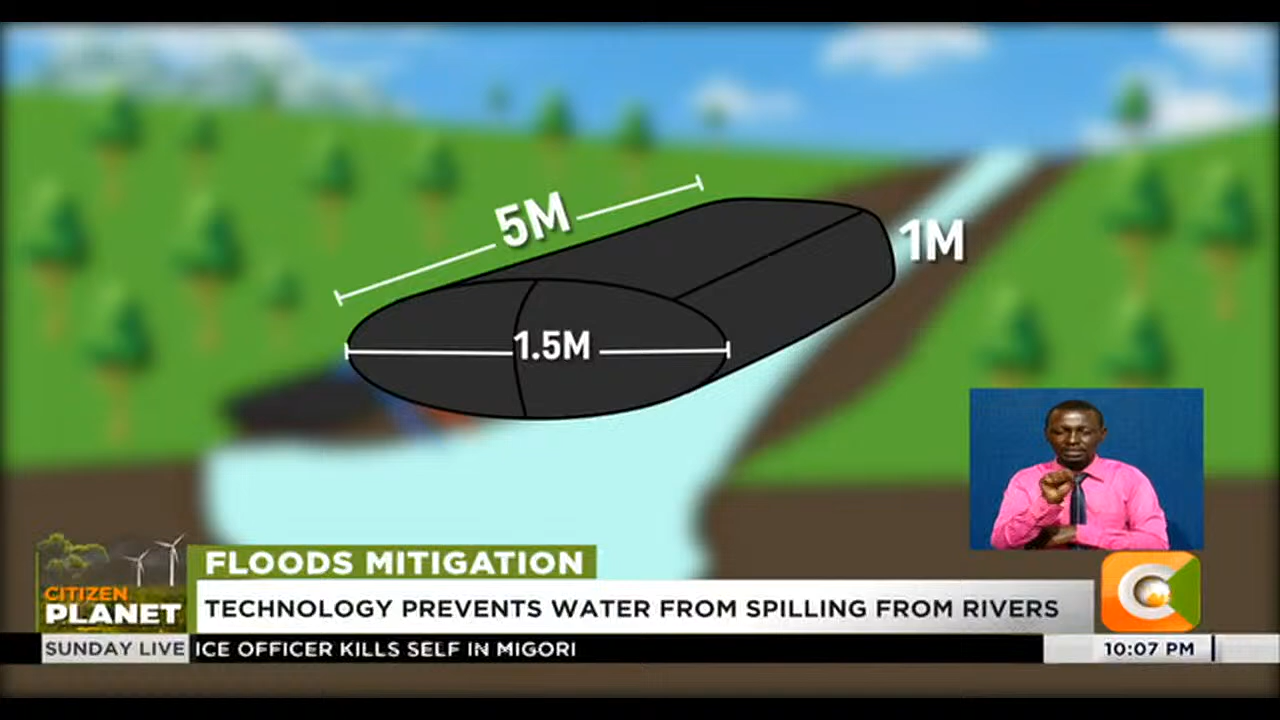 5M
1M
1.5M
FLOODS MITIGATION
CITIZEN
PLANET
TECHNOLOGY PREVENTS WATER FROM SPILLING FROM RIVERS
SUNDAY LIVE
ICE OFFICER KILLS SELF IN MIGORI
10:07 PM